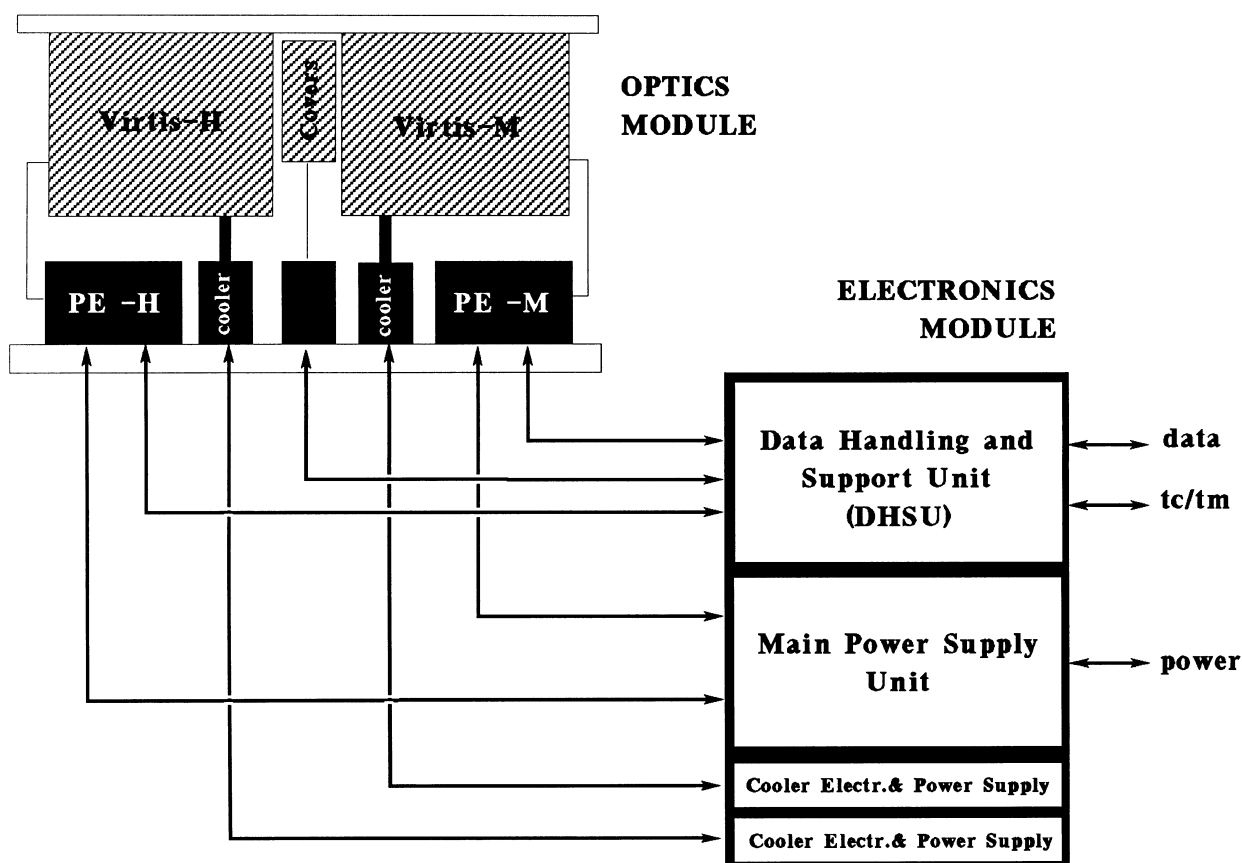 OPTICS
MODULE
Virtis-H
Covers
Virtis-M
PE -H
cooler
cooler
PE -M
ELECTRONICS
MODULE
Data Handling and
Support Unit
(DHSU)
data
tc/tm
Main Power Supply
Unit
power
Cooler Electr.& Power Supply
Cooler Electr.& Power Supply